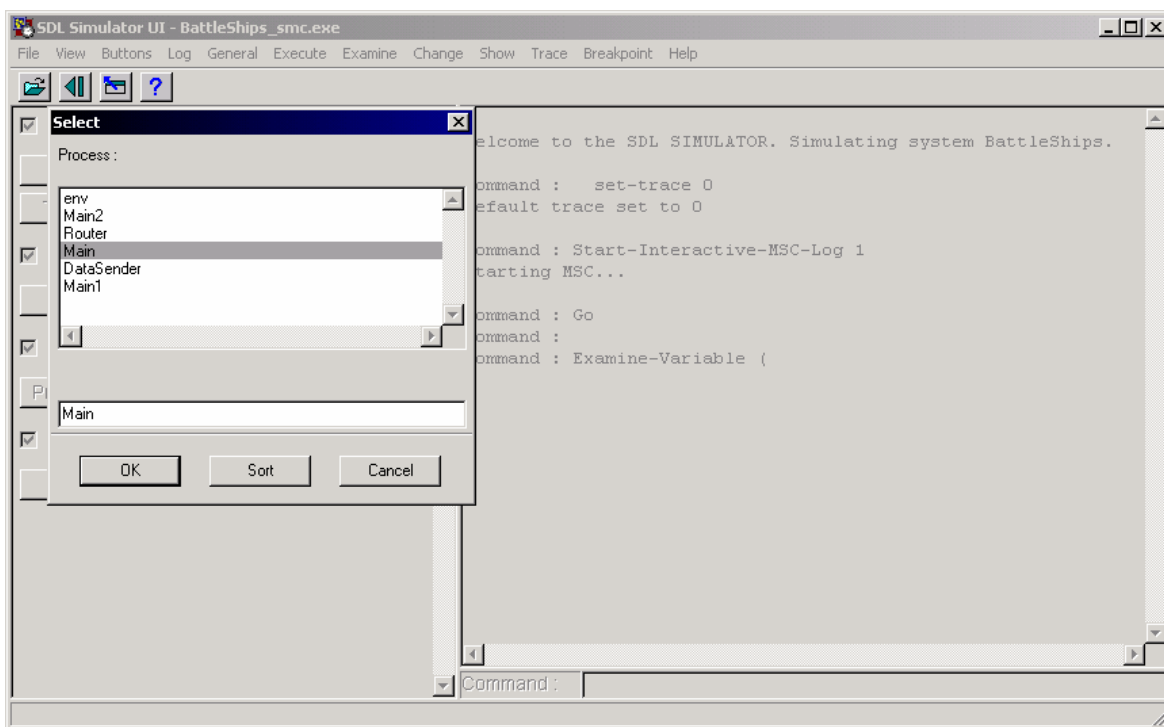 SDL Simulator UI - BattleShips_smc.exe
File View Buttons Log General Execute Examine Change Show Trace Breakpoint Help
?
Select
Process :
env
Main2
Router
Main
DataSender
Main1
Main
OK Sort Cancel
elcome to the SDL SIMULATOR. Simulating system BattleShips.
ommand : set-trace 0
efault trace set to 0
ommand : Start-Interactive-MSC-Log 1
tarting MSC...
ommand : Go
ommand :
ommand : Examine-Variable (
Command :